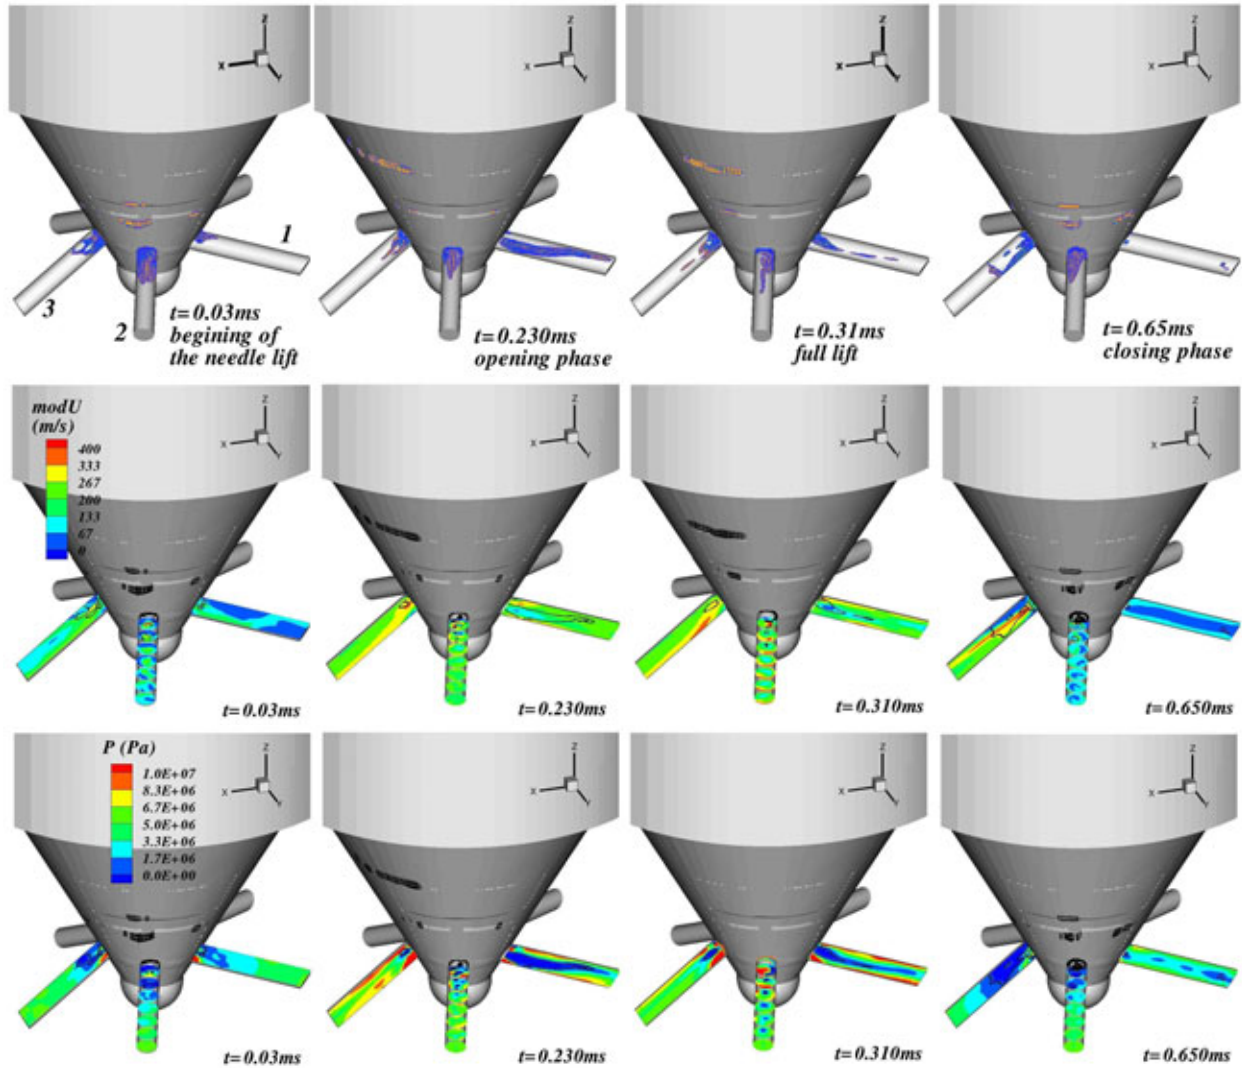 z
z
z
z
x
x
x
x
Y
Y
Y
Y
1
3
2
t=0.03ms
begining of
the needle lift
t=0.230ms
opening phase
t=0.31ms
full lift
t=0.65ms
closing phase
modU
(m/s)
400
333
267
200
133
67
0
z
z
z
z
x
x
x
x
Y
Y
Y
Y
t=0.03ms
t=0.230ms
t=0.310ms
t=0.650ms
P (Pa)
1.0E+07
8.3E+06
6.7E+06
5.0E+06
3.3E+06
1.7E+06
0.0E+00
z
z
z
z
x
x
x
x
Y
Y
Y
Y
t=0.03ms
t=0.230ms
t=0.310ms
t=0.650ms